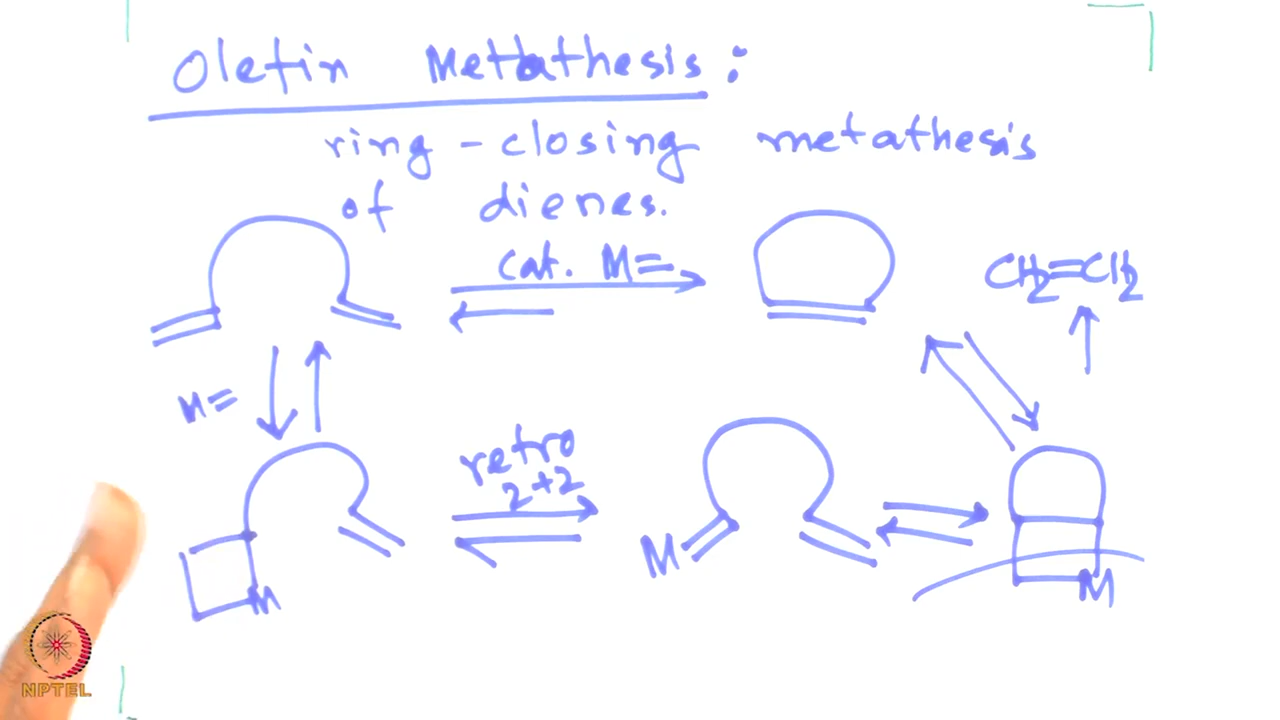 Olefin Metathesis:
ring-closing metathesis
of dienes.
cat. M=
CH2=CH2
M=
retro
2+2
M
M
M
NPTEL